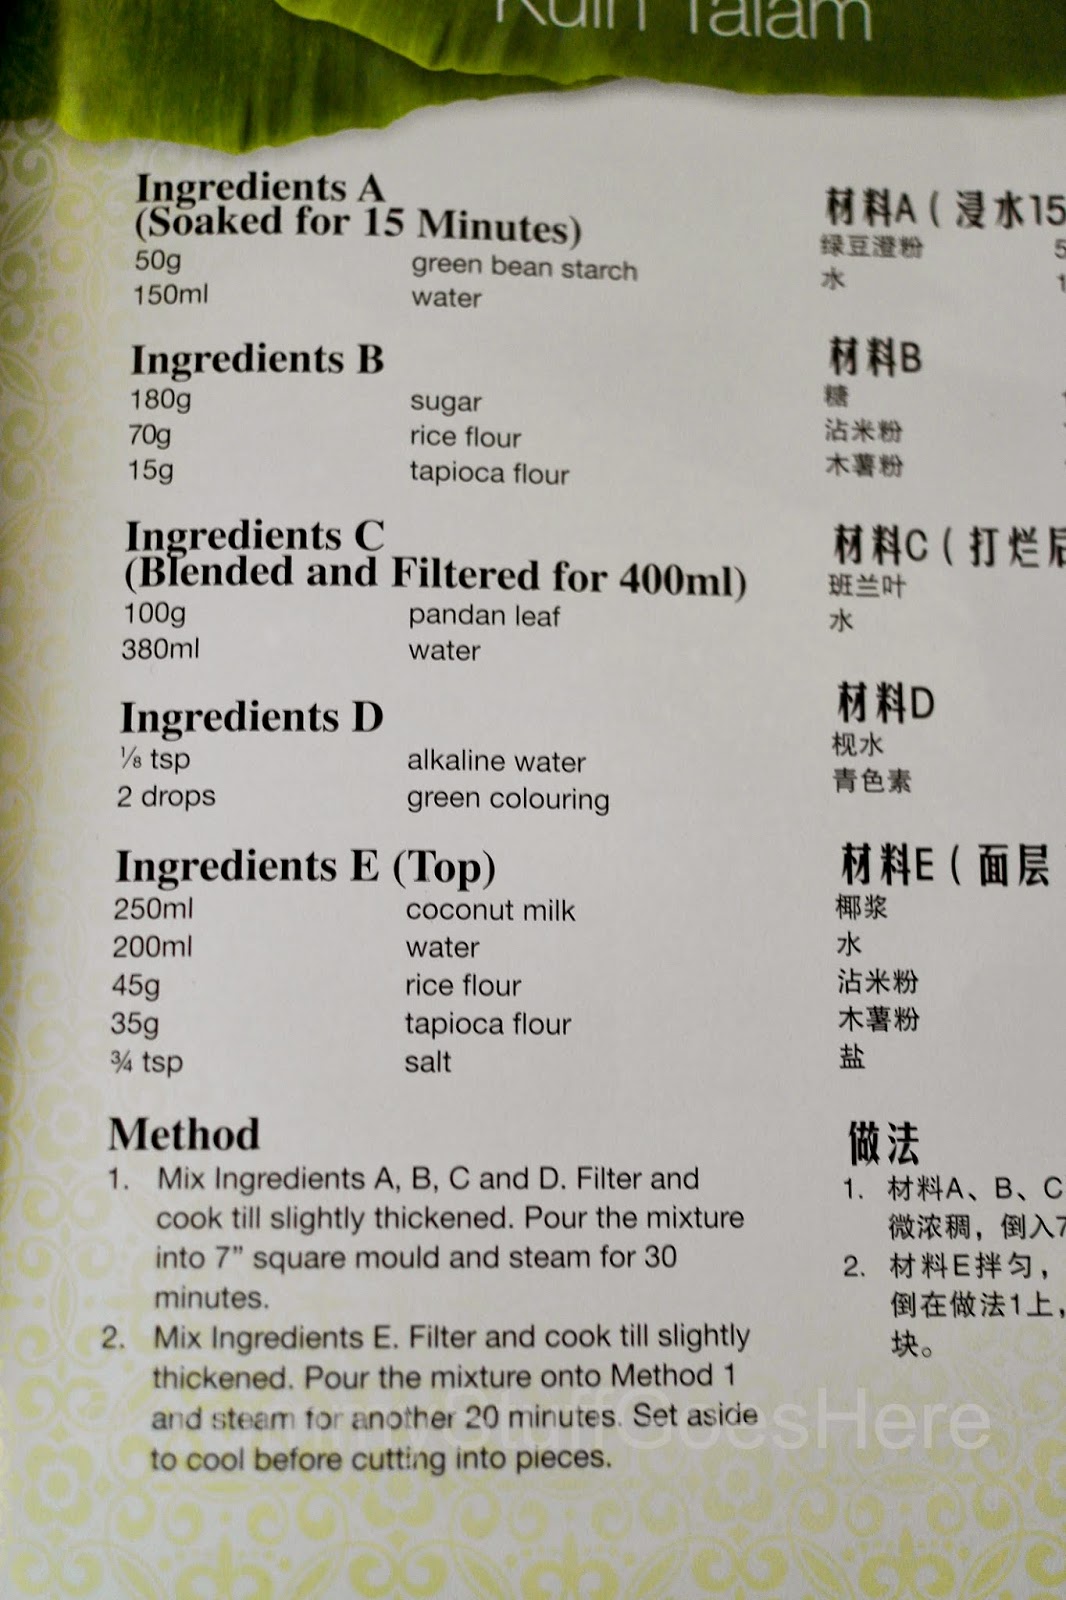 Kuih Talam
Ingredients A
(Soaked for 15 Minutes)
50g green bean starch
150ml water
Ingredients B
180g sugar
70g rice flour
15g tapioca flour
Ingredients C
(Blended and Filtered for 400ml)
100g pandan leaf
380ml water
Ingredients D
⅛ tsp alkaline water
2 drops green colouring
Ingredients E (Top)
250ml coconut milk
200ml water
45g rice flour
35g tapioca flour
¾ tsp salt
Method
1. Mix Ingredients A, B, C and D. Filter and
cook till slightly thickened. Pour the mixture
into 7” square mould and steam for 30
minutes.
2. Mix Ingredients E. Filter and cook till slightly
thickened. Pour the mixture onto Method 1
and steam for another 20 minutes. Set aside
to cool before cutting into pieces.
材料A（浸水15
绿豆澄粉 5
水 1
材料B
糖
沾米粉
木薯粉
材料C（打烂后
班兰叶
水
材料D
枧水
青色素
材料E（面层
椰浆
水
沾米粉
木薯粉
盐
做法
1. 材料A、B、C
微浓稠，倒入7
2. 材料E拌匀，
倒在做法1上，
块。
StuffGoesHere